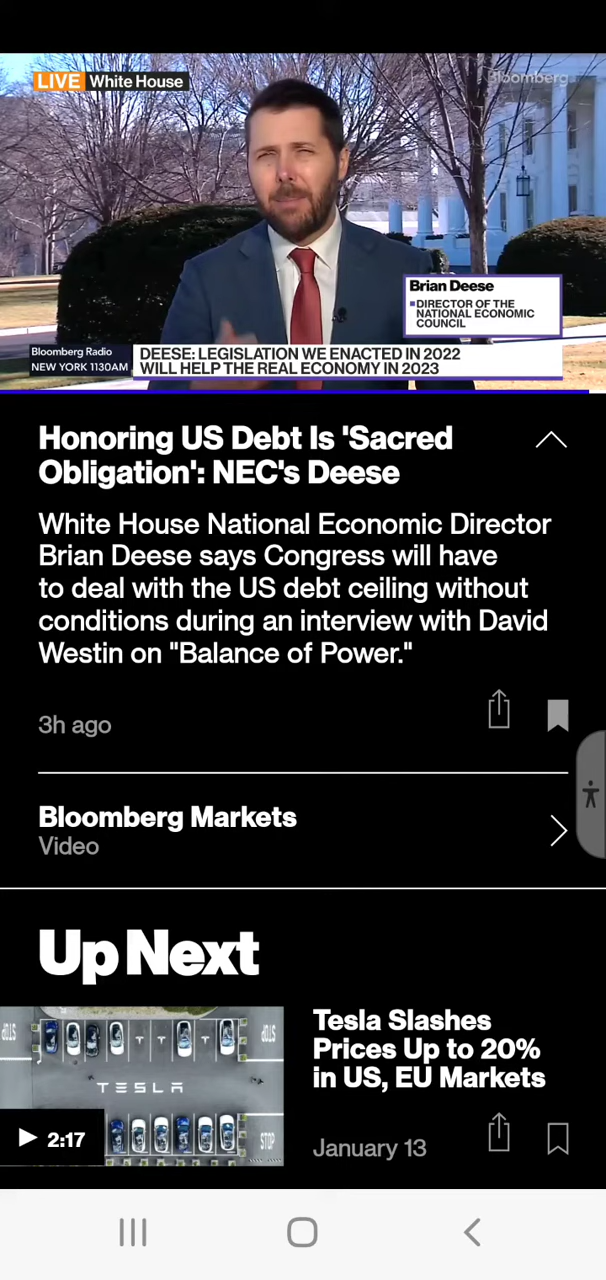 LIVE White House
Bloomberg
Brian Deese
DIRECTOR OF THE
NATIONAL ECONOMIC
COUNCIL
Bloomberg Radio
NEW YORK 1130AM
DEESE: LEGISLATION WE ENACTED IN 2022
WILL HELP THE REAL ECONOMY IN 2023
Honoring US Debt Is 'Sacred
Obligation': NEC's Deese
White House National Economic Director
Brian Deese says Congress will have
to deal with the US debt ceiling without
conditions during an interview with David
Westin on "Balance of Power."
3h ago
Bloomberg Markets
Video
Up Next
Tesla Slashes
Prices Up to 20%
in US, EU Markets
January 13
STOP
STOP
TESLA
2:17
STOP